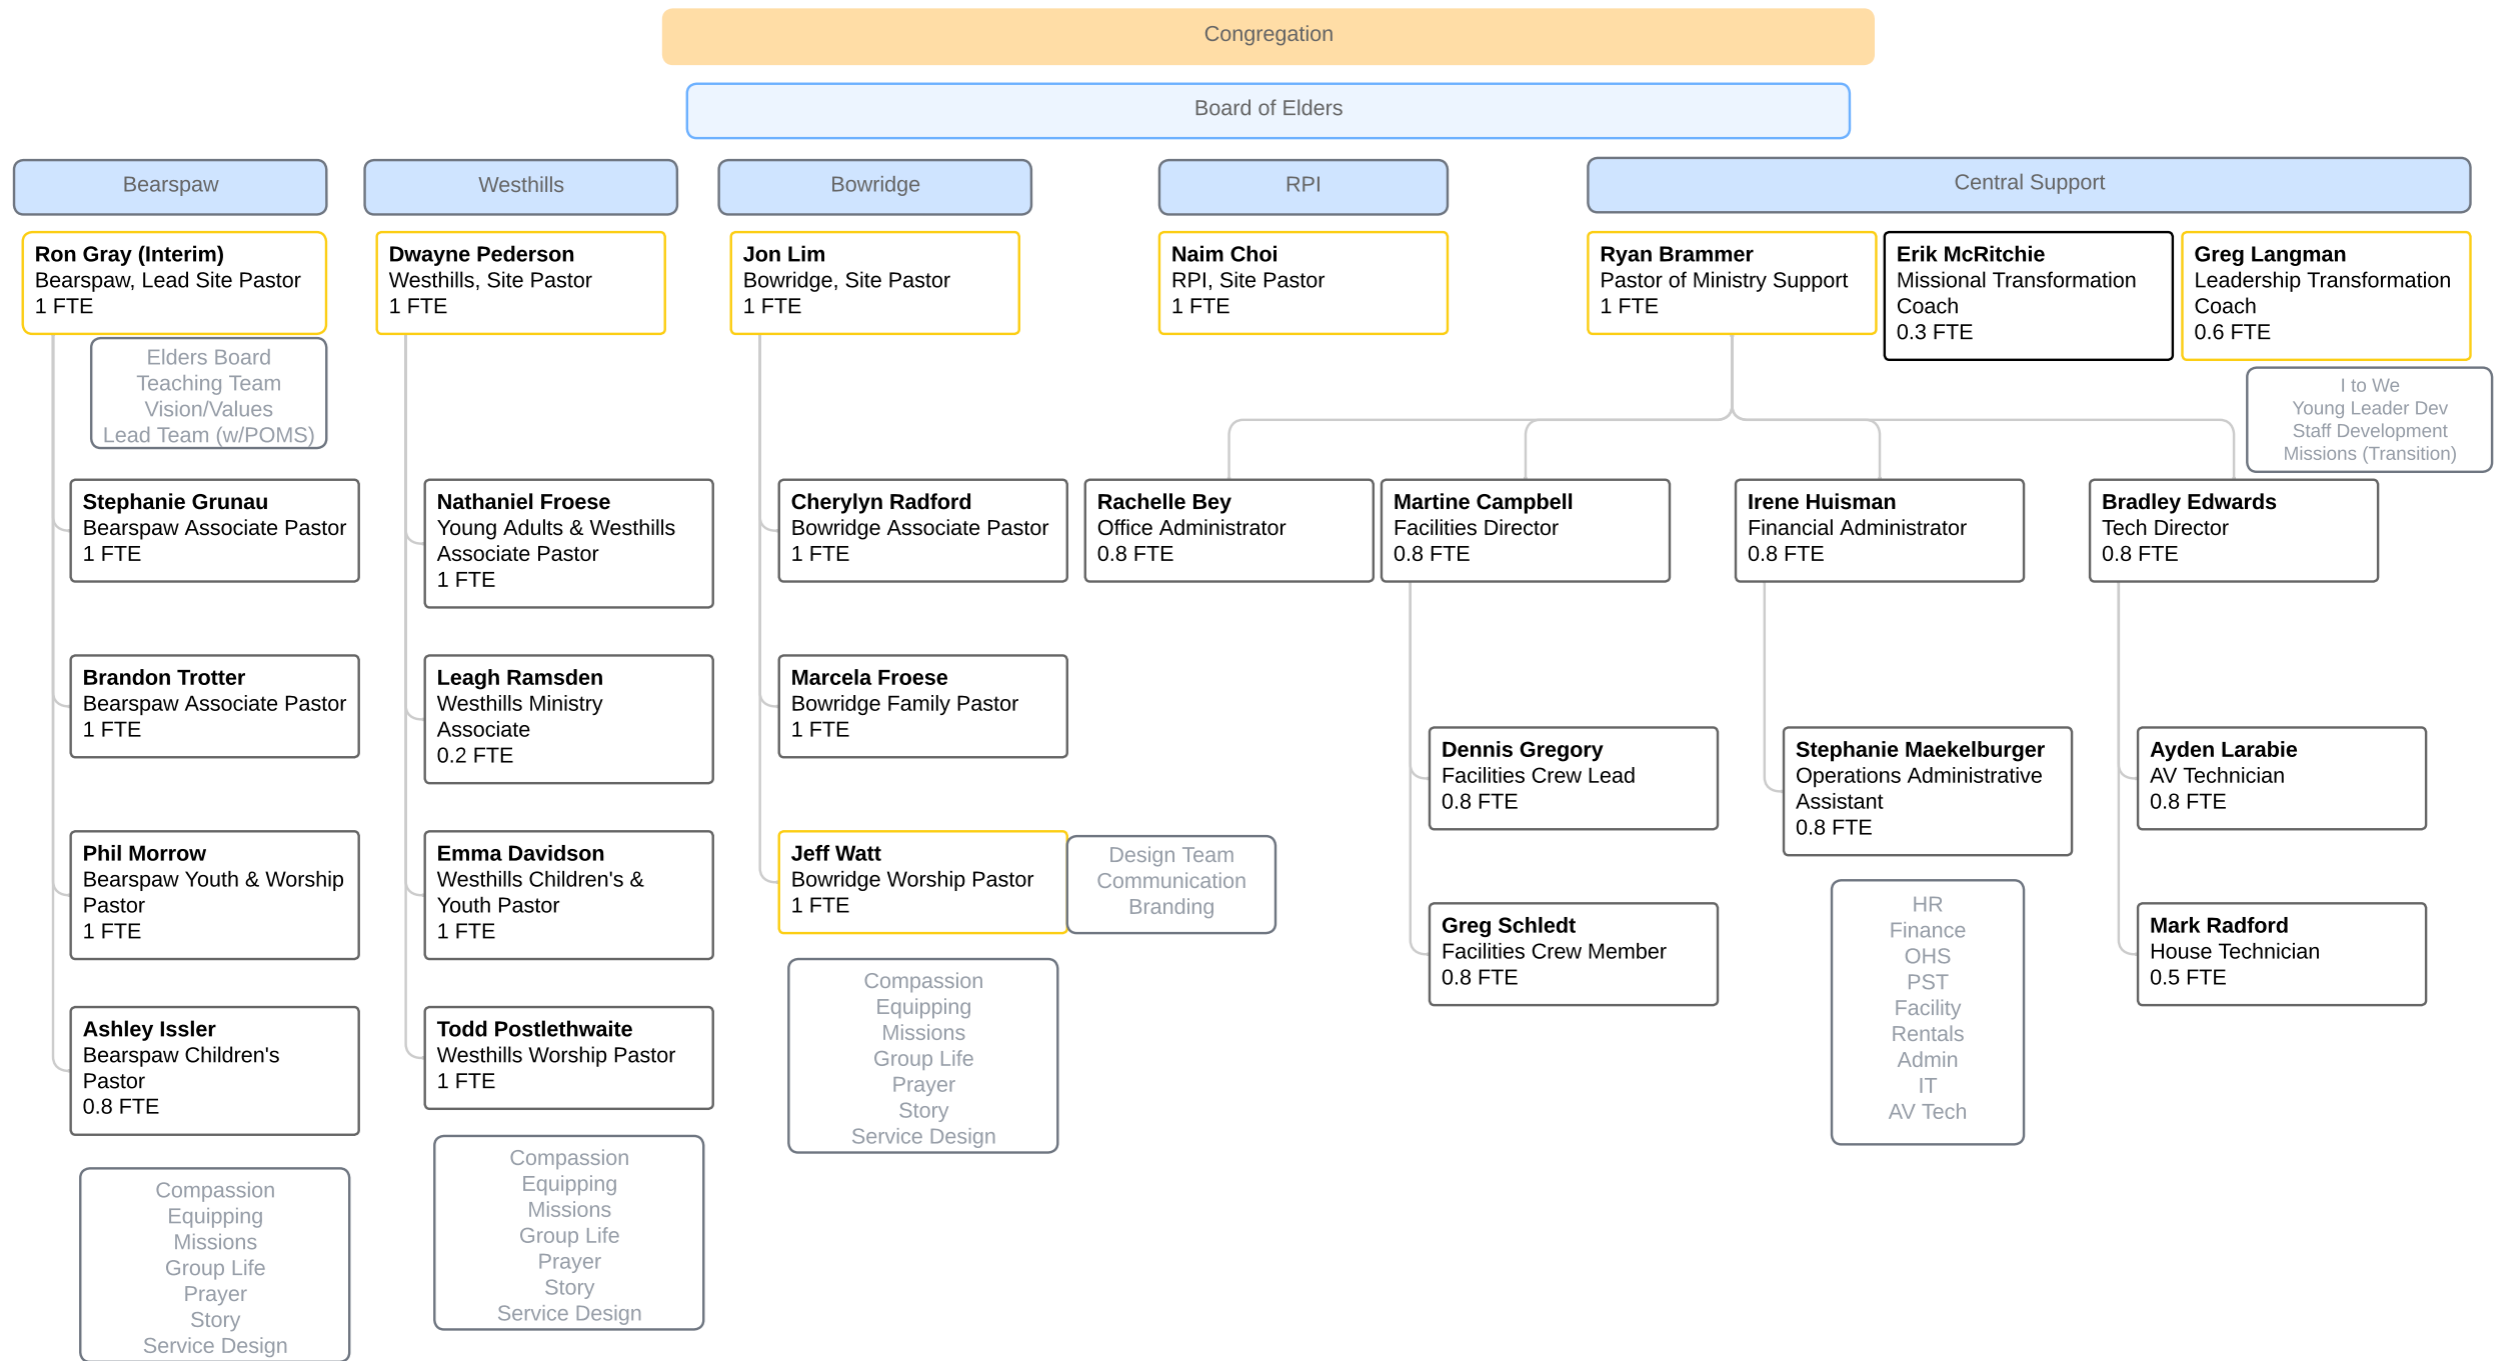 Congregation
Board of Elders
Bearspaw
Westhills
Bowridge
RPI
Central Support
Ron Gray (Interim)
Bearspaw, Lead Site Pastor
1 FTE
Dwayne Pederson
Westhills, Site Pastor
1 FTE
Jon Lim
Bowridge, Site Pastor
1 FTE
Naim Choi
RPI, Site Pastor
1 FTE
Ryan Brammer
Pastor of Ministry Support
1 FTE
Erik McRitchie
Missional Transformation
Coach
0.3 FTE
Greg Langman
Leadership Transformation
Coach
0.6 FTE
Elders Board
Teaching Team
Vision/Values
Lead Team (w/POMS)
I to We
Young Leader Dev
Staff Development
Missions (Transition)
Stephanie Grunau
Bearspaw Associate Pastor
1 FTE
Nathaniel Froese
Young Adults & Westhills
Associate Pastor
1 FTE
Cherylyn Radford
Bowridge Associate Pastor
1 FTE
Rachelle Bey
Office Administrator
0.8 FTE
Martine Campbell
Facilities Director
0.8 FTE
Irene Huisman
Financial Administrator
0.8 FTE
Bradley Edwards
Tech Director
0.8 FTE
Brandon Trotter
Bearspaw Associate Pastor
1 FTE
Leagh Ramsden
Westhills Ministry
Associate
0.2 FTE
Marcela Froese
Bowridge Family Pastor
1 FTE
Dennis Gregory
Facilities Crew Lead
0.8 FTE
Stephanie Maekelburger
Operations Administrative
Assistant
0.8 FTE
Ayden Larabie
AV Technician
0.8 FTE
Phil Morrow
Bearspaw Youth & Worship
Pastor
1 FTE
Emma Davidson
Westhills Children's &
Youth Pastor
1 FTE
Jeff Watt
Bowridge Worship Pastor
1 FTE
Design Team
Communication
Branding
Greg Schledt
Facilities Crew Member
0.8 FTE
HR
Finance
OHS
PST
Facility
Rentals
Admin
IT
AV Tech
Mark Radford
House Technician
0.5 FTE
Ashley Issler
Bearspaw Children's
Pastor
0.8 FTE
Todd Postlethwaite
Westhills Worship Pastor
1 FTE
Compassion
Equipping
Missions
Group Life
Prayer
Story
Service Design
Compassion
Equipping
Missions
Group Life
Prayer
Story
Service Design
Compassion
Equipping
Missions
Group Life
Prayer
Story
Service Design